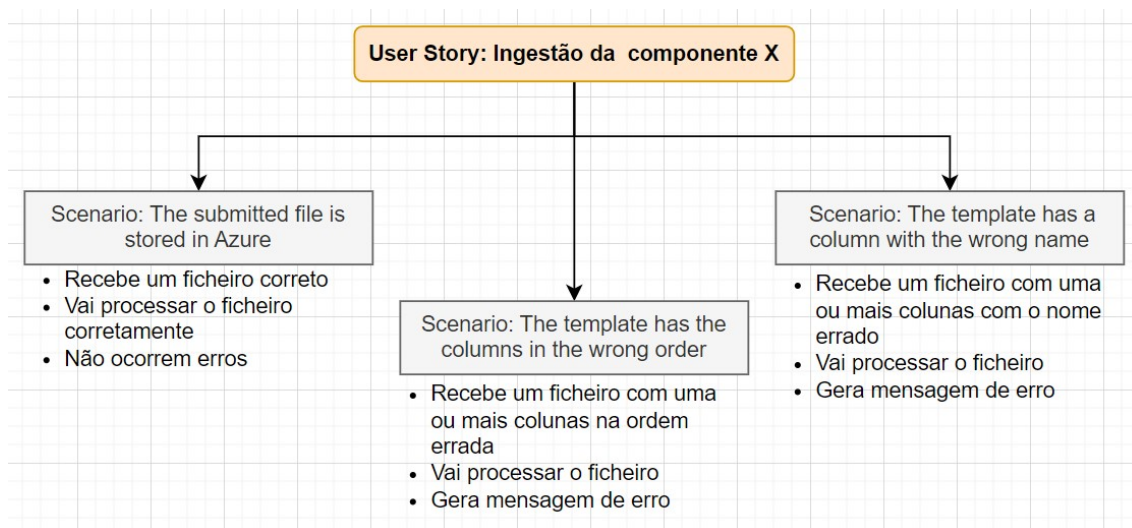 User Story: Ingestão da componente X
Scenario: The submitted file is
stored in Azure
• Recebe um ficheiro correto
• Vai processar o ficheiro
corretamente
• Não ocorrem erros
Scenario: The template has the
columns in the wrong order
• Recebe um ficheiro com uma
ou mais colunas na ordem
errada
• Vai processar o ficheiro
• Gera mensagem de erro
Scenario: The template has a
column with the wrong name
• Recebe um ficheiro com uma
ou mais colunas com o nome
errado
• Vai processar o ficheiro
• Gera mensagem de erro